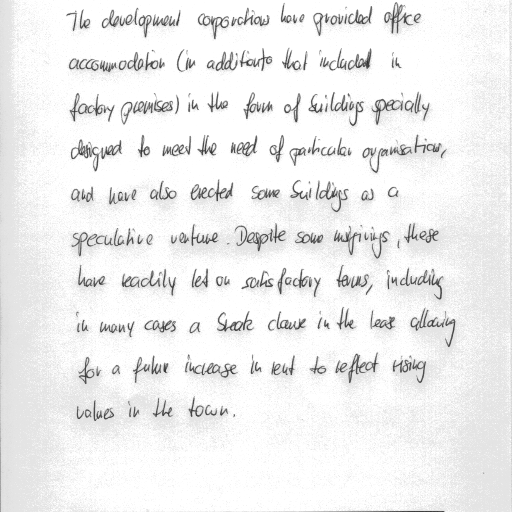 The development corporations have provided office
accommodation (in addition to that included in
factory premises) in the form of buildings specially
designed to meet the need of particular organisations,
and have also erected some buildings as a
speculative venture. Despite some misgivings, these
have readily let on satisfactory terms, including
in many cases a break clause in the lease allowing
for a future increase in rent to reflect rising
values in the town.